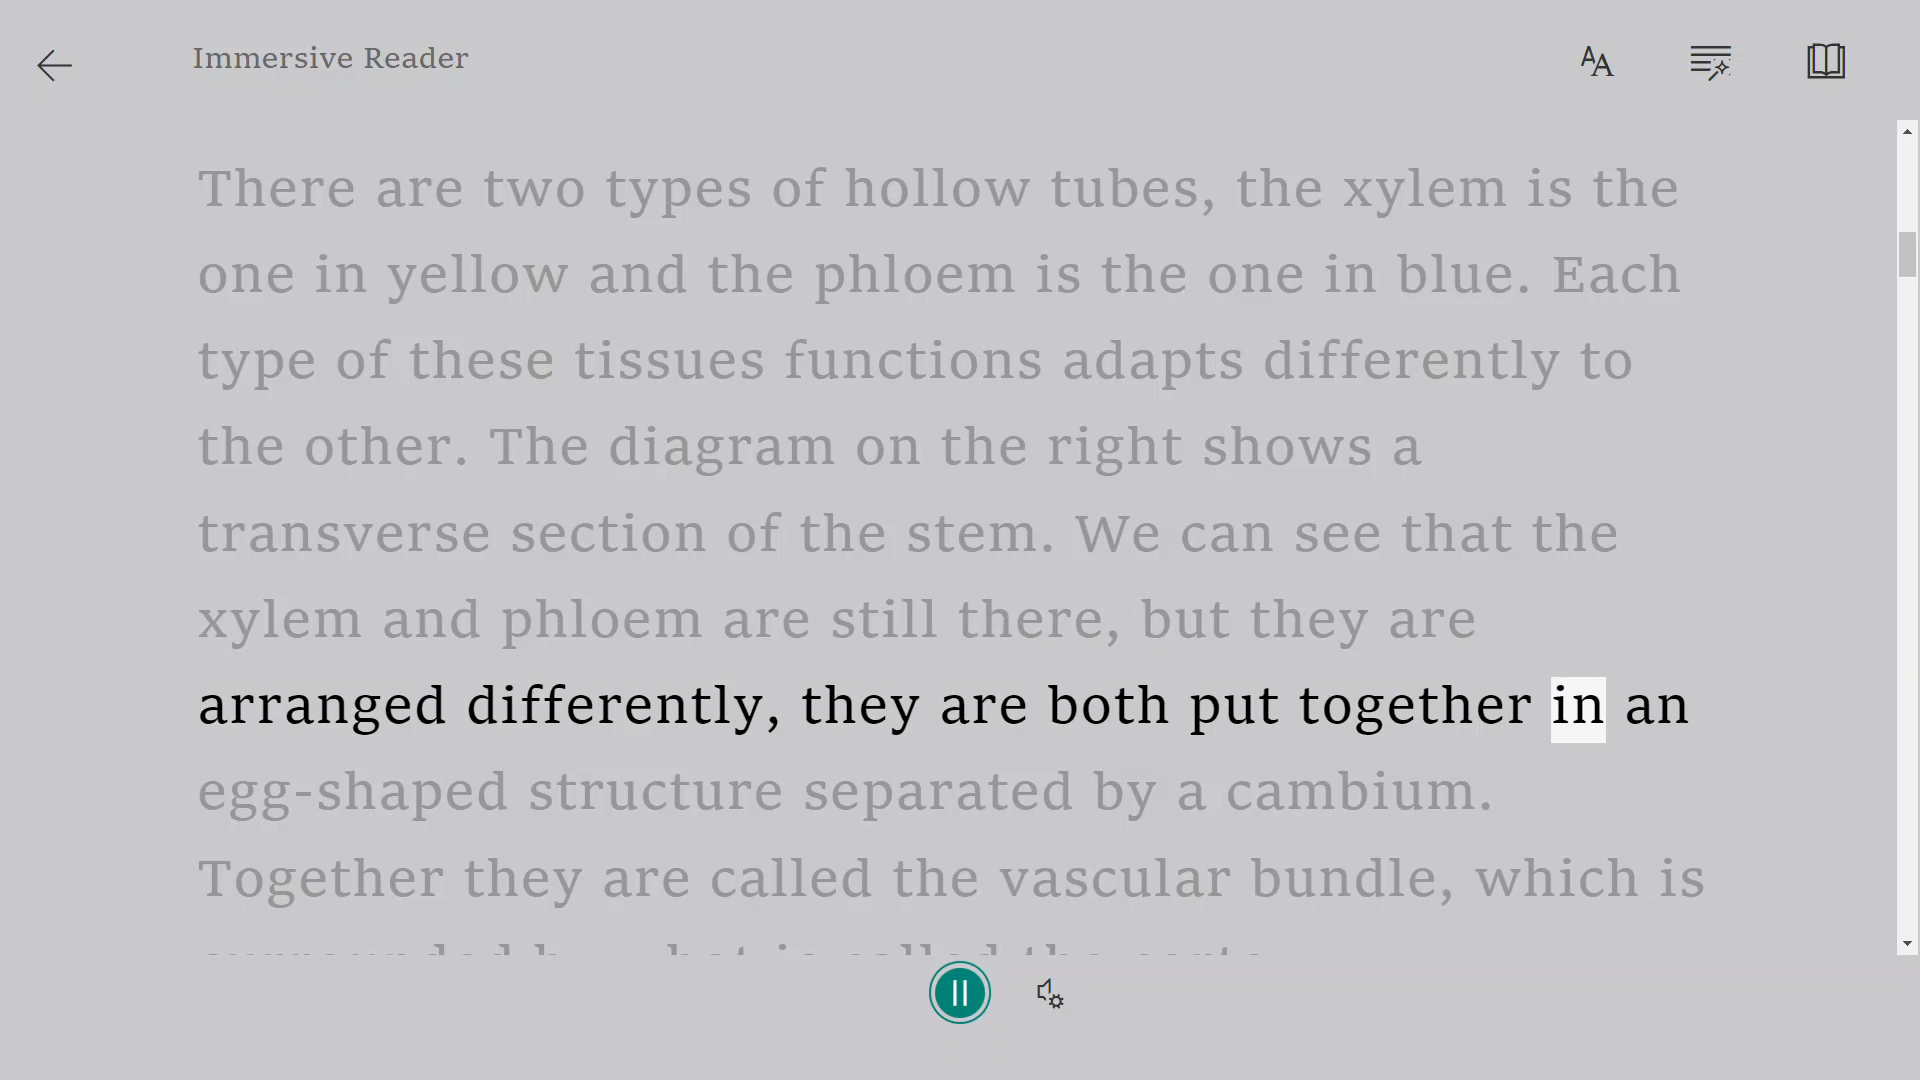 Immersive Reader
There are two types of hollow tubes, the xylem is the
one in yellow and the phloem is the one in blue. Each
type of these tissues functions adapts differently to
the other. The diagram on the right shows a
transverse section of the stem. We can see that the
xylem and phloem are still there, but they are
arranged differently, they are both put together in an
egg-shaped structure separated by a cambium.
Together they are called the vascular bundle, which is